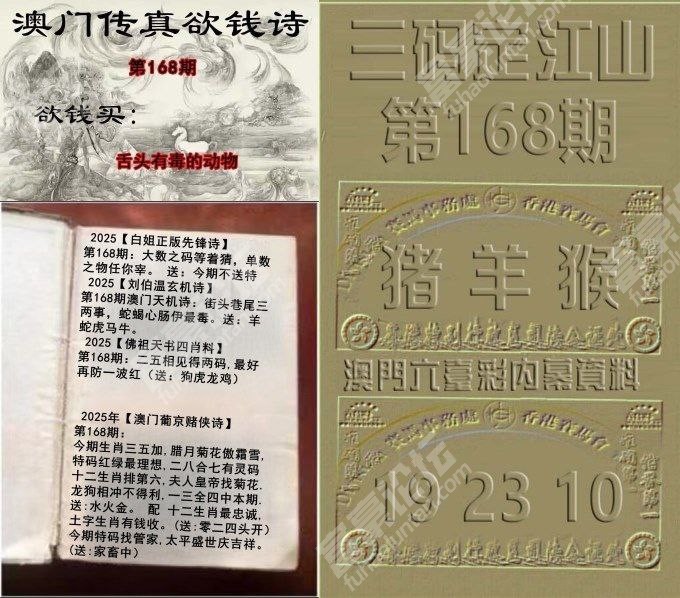 澳门传真欲钱诗
第168期
欲钱买:
舌头有毒的动物
2025【白姐正版先锋诗】
第168期: 大数之码等着猜, 单数
之物任你宰。 送: 今期不送特
2025【刘伯温玄机诗】
第168期澳门天机诗: 街头巷尾三
两事, 蛇蝎心肠伊最毒。送: 羊
蛇虎马牛。
2025【佛祖天书四肖料】
第168期: 二五相见得两码, 最好
再防一波红 (送: 狗虎龙鸡)
2025年【澳门葡京赌侠诗】
第168期:
今期生肖三五加, 腊月菊花傲霜雪,
特码红绿最理想, 二八合七有灵码
十二生肖排第六, 夫人皇帝找菊花.
龙狗相冲不得利, 一三全四中本期.
送:水火金。 配 十二生肖最忠诚,
土字生肖有钱收。(送:零二四头开)
今期特码找管家, 太平盛世庆吉祥。
(送:家畜中)
三码定江山
第168期
猪 羊 猴
澳門六臺彩内幕資料
19 23 10